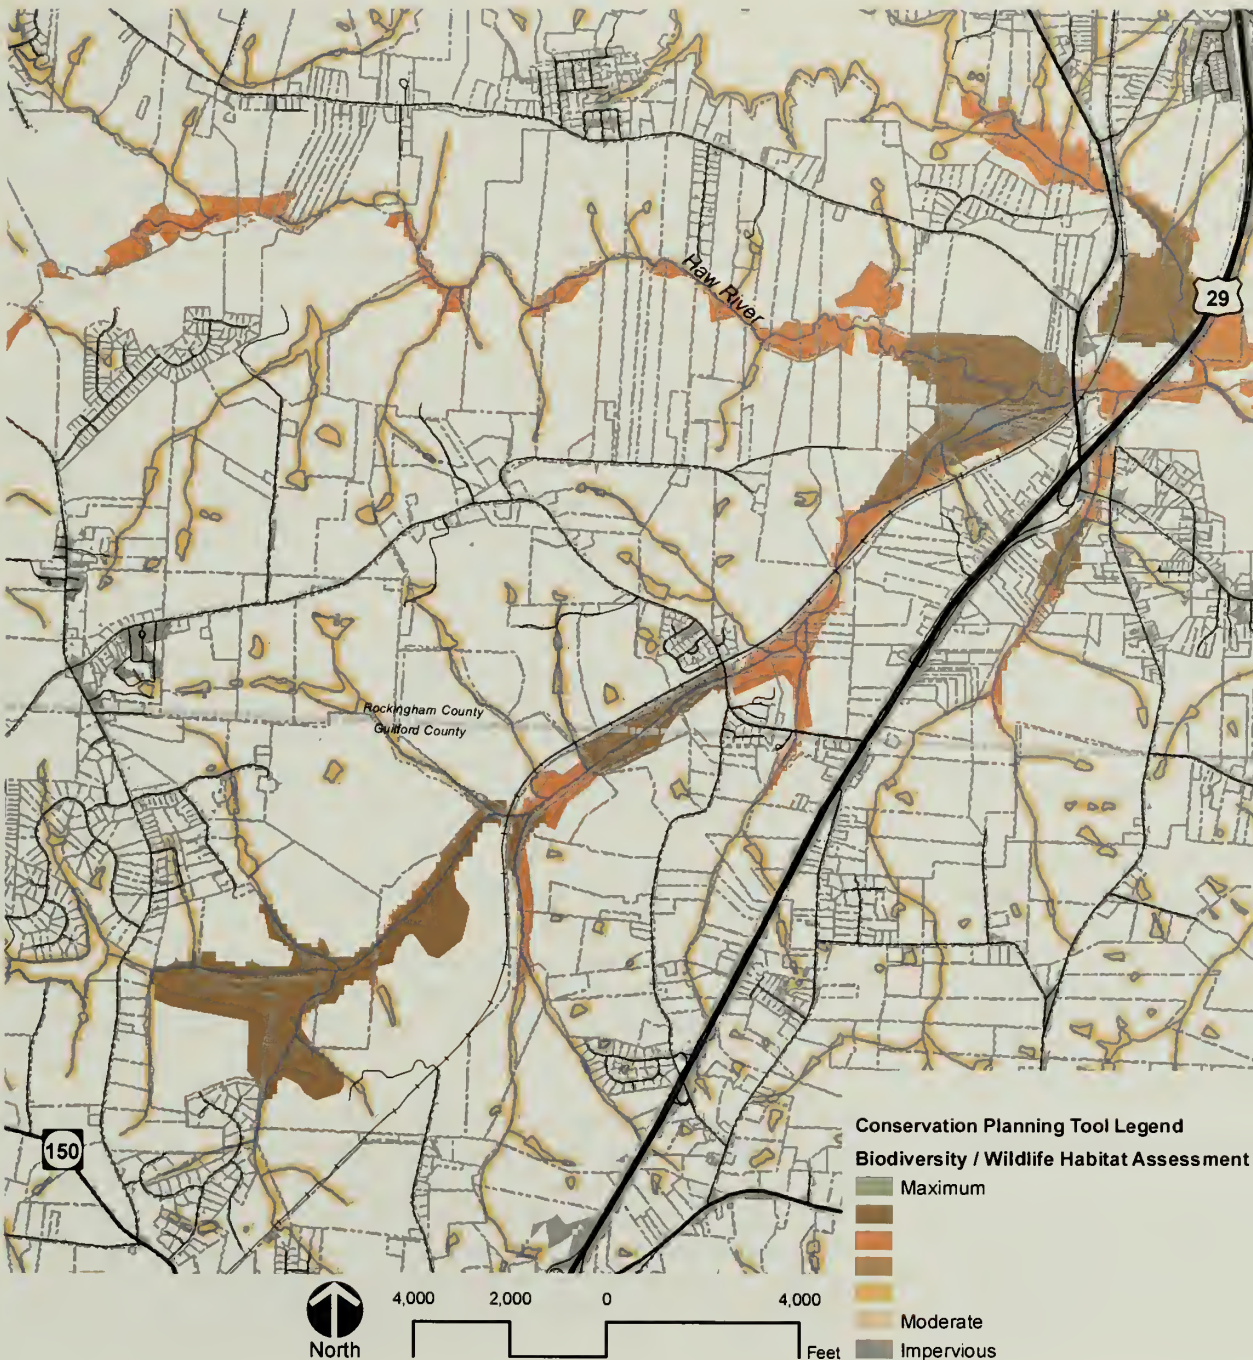 Haw River
29
Rockingham County
Guilford County
150
Conservation Planning Tool Legend
Biodiversity / Wildlife Habitat Assessment
Maximum
Moderate
Impervious
North
4,000 2,000 0 4,000
Feet